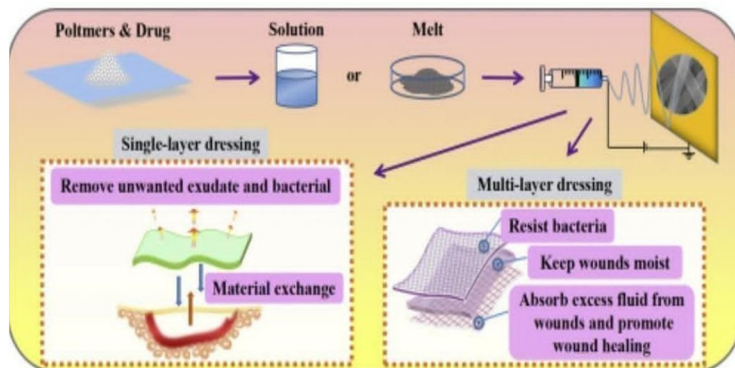 Poltmers & Drug
Solution
or
Melt
Single-layer dressing
Remove unwanted exudate and bacterial
Material exchange
Multi-layer dressing
Resist bacteria
Keep wounds moist
Absorb excess fluid from
wounds and promote
wound healing